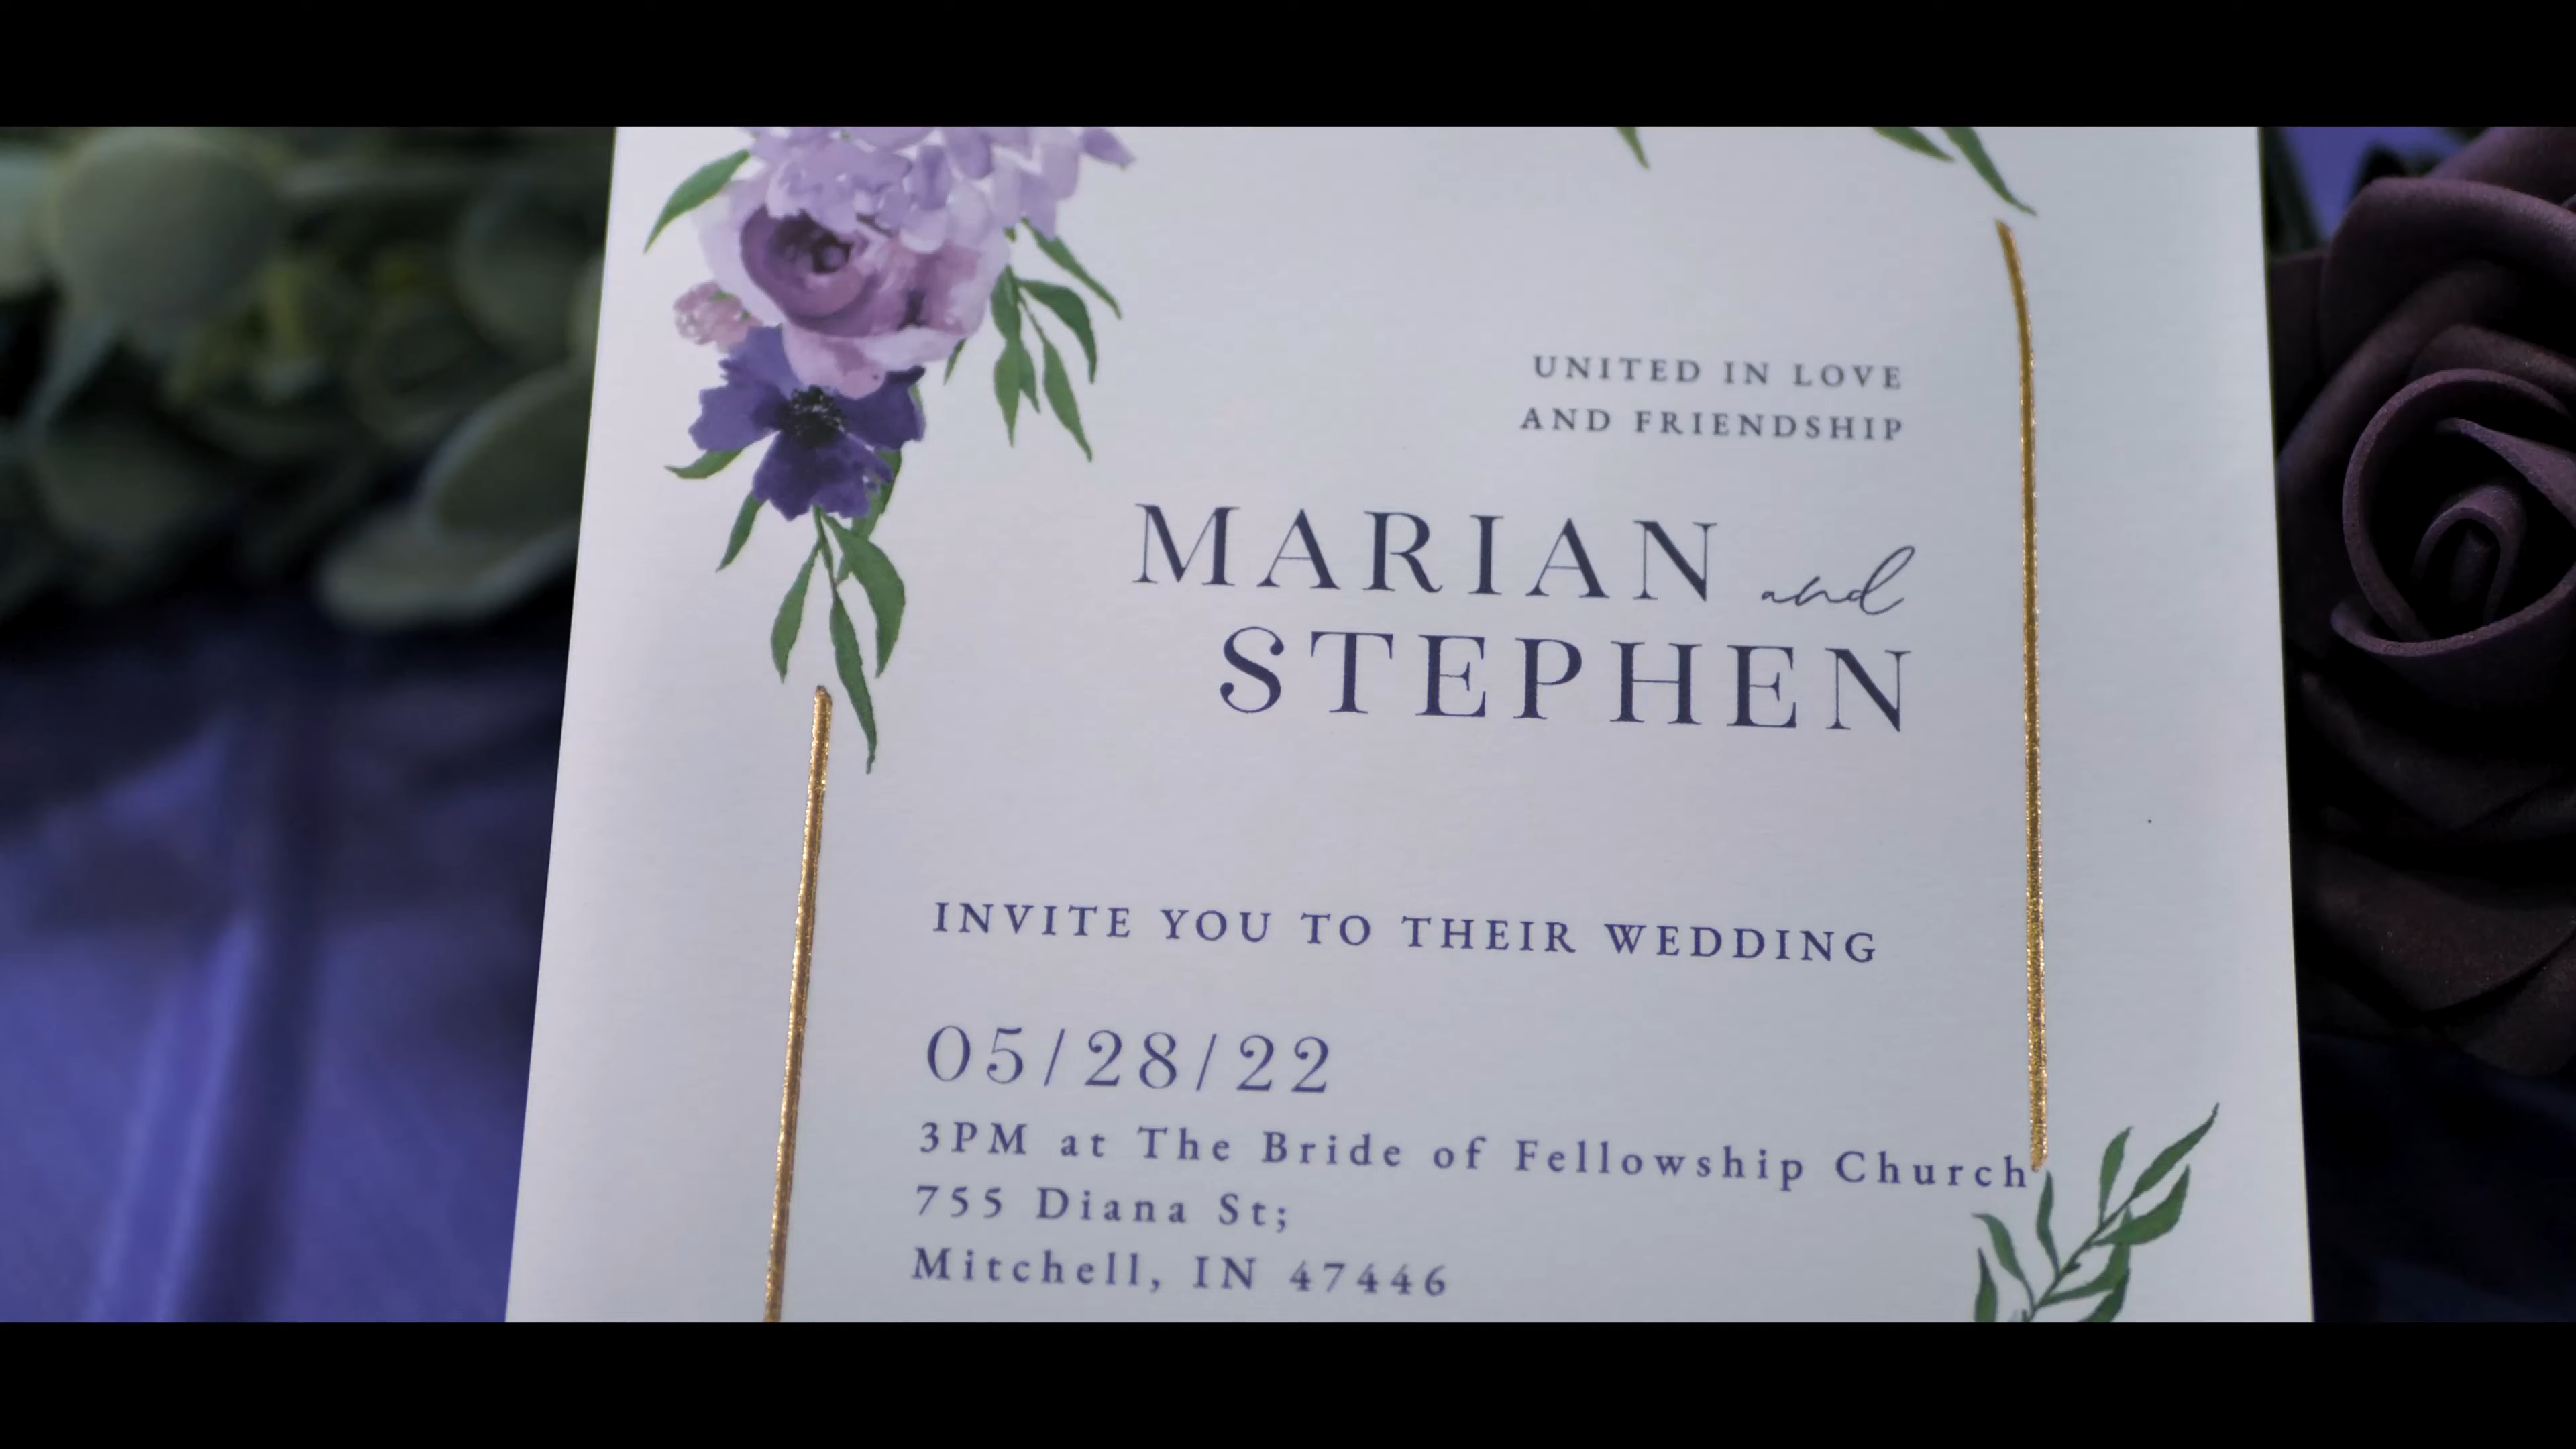 UNITED IN LOVE
AND FRIENDSHIP
MARIAN and
STEPHEN
INVITE YOU TO THEIR WEDDING
05/28/22
3PM at The Bride of Fellowship Church
755 Diana St;
Mitchell, IN 47446